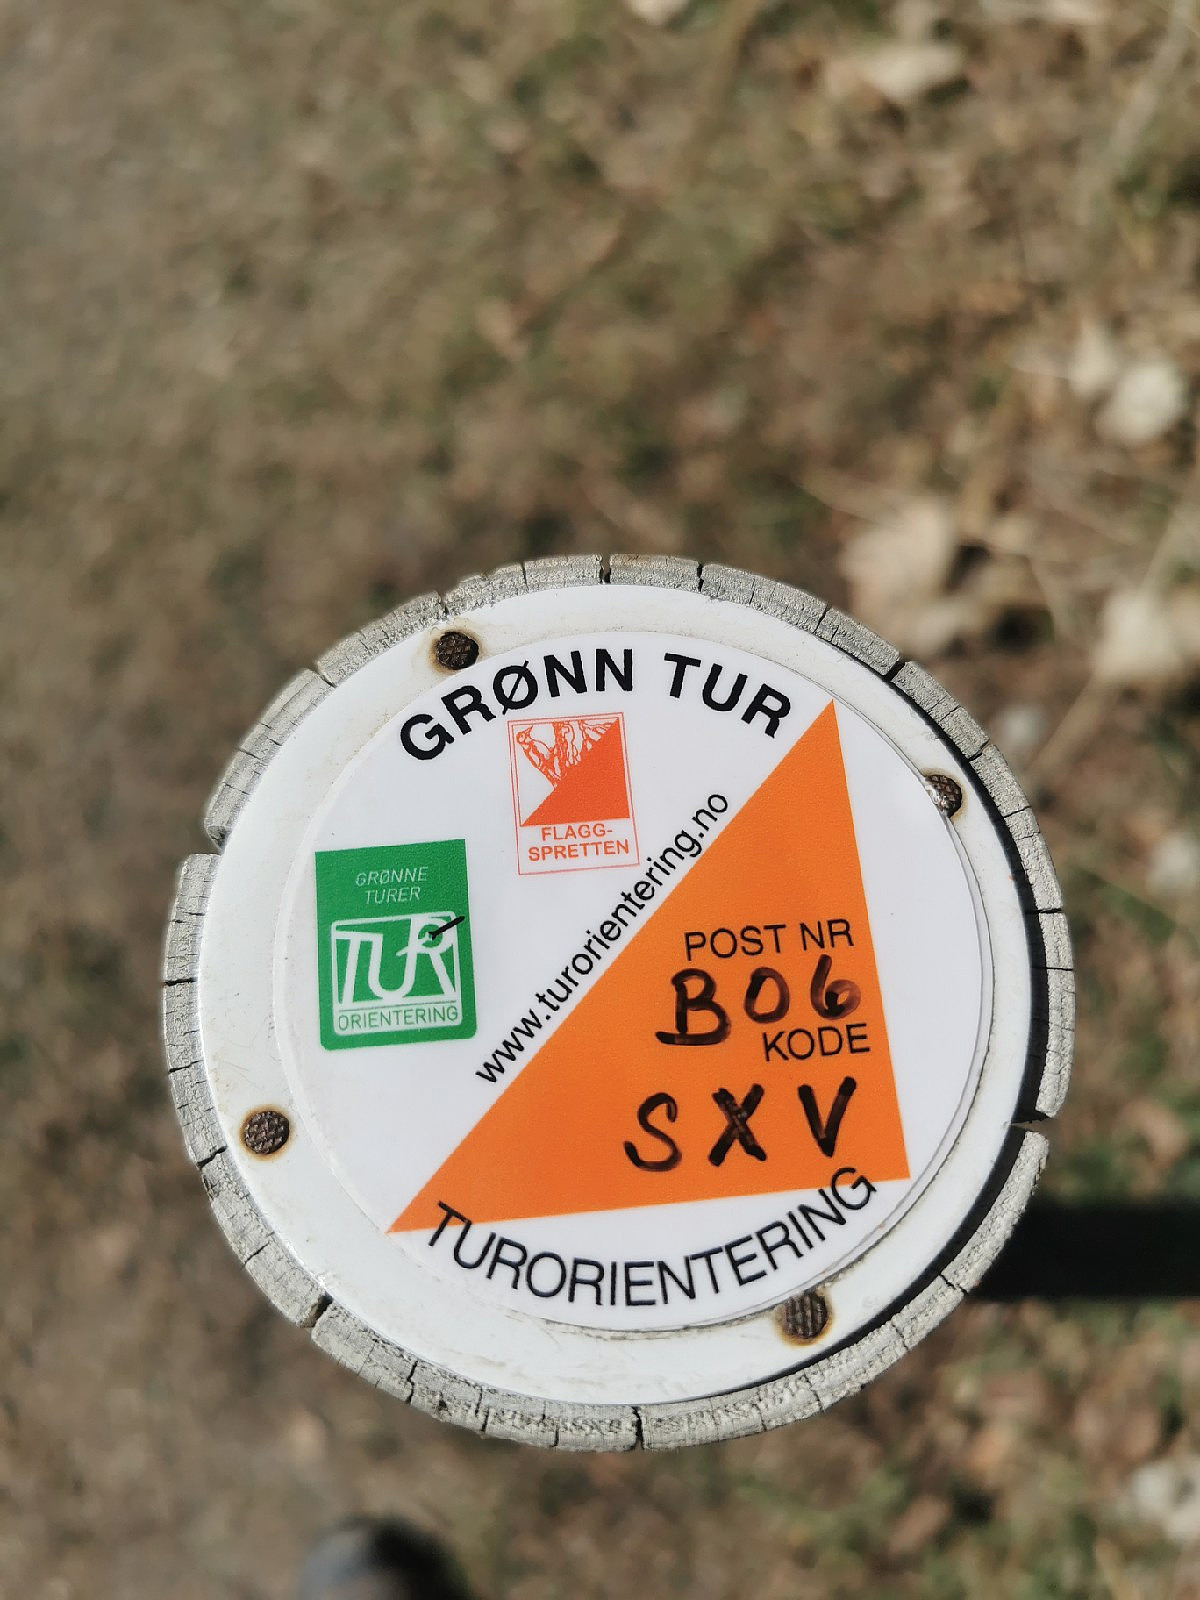 GRØNN TUR
FLAGG-
SPRETTEN
GRØNNE
TURER
TUR
ORIENTERING
www.turorientering.no
POST NR
B06
KODE
SXV
TURORIENTERING